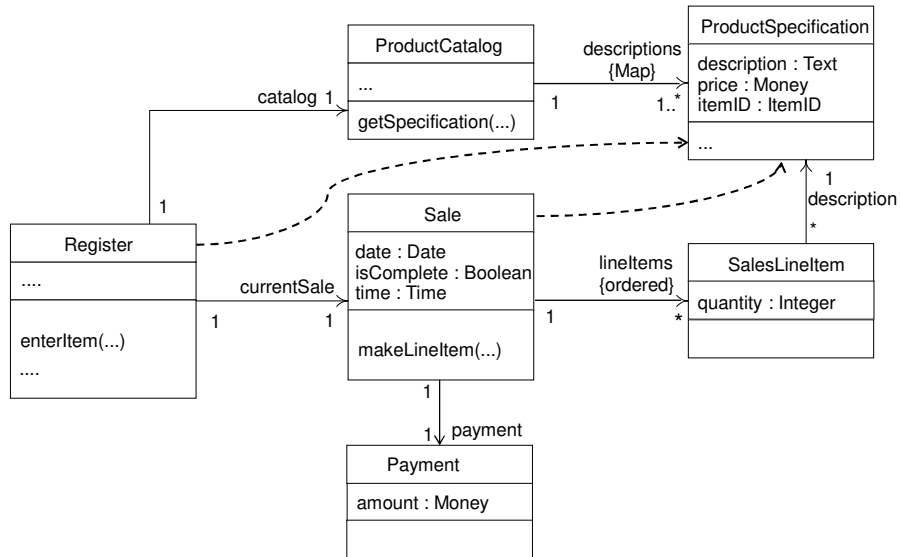 ProductCatalog
...
getSpecification(...)
descriptions
{Map}
1
1..*
ProductSpecification
description : Text
price : Money
itemID : ItemID
...
catalog 1
1
Register
....
enterItem(...)
....
currentSale
1
1
Sale
date : Date
isComplete : Boolean
time : Time
makeLineItem(...)
lineItems
{ordered}
1
*
1
description
*
SalesLineItem
quantity : Integer
1
1 payment
Payment
amount : Money